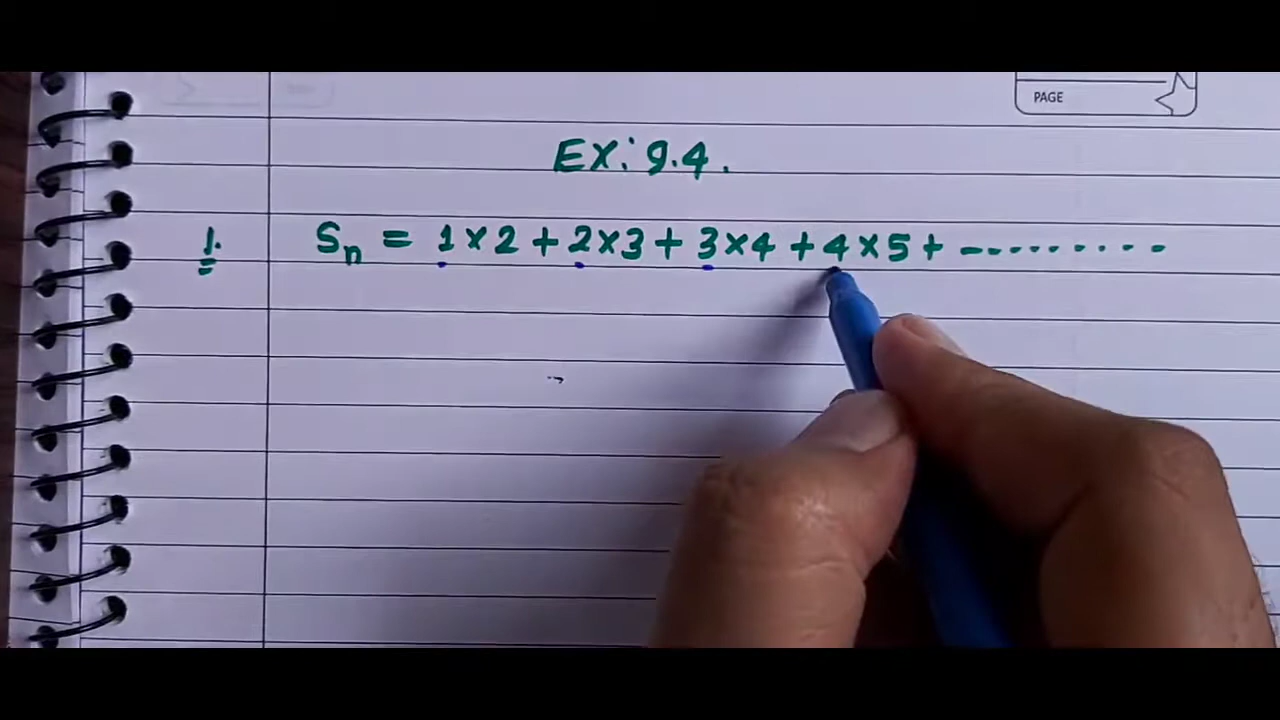 PAGE
EX: 9.4.
1. Sn = 1×2 + 2×3 + 3×4 + 4×5 + -----····